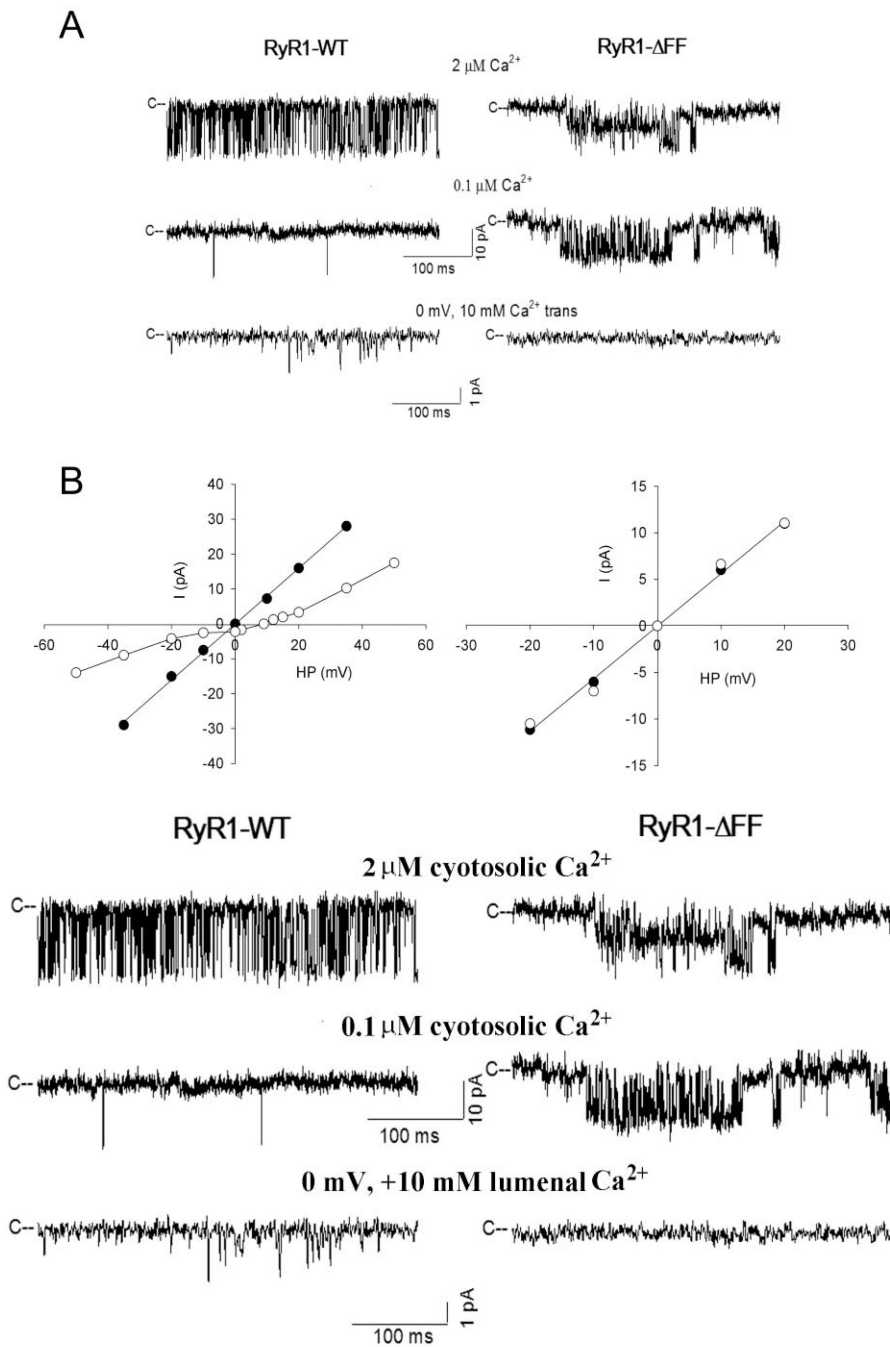 A
RyR1-WT
RyR1-ΔFF
2 μM Ca2+
C--
C--
0.1 μM Ca2+
C--
C--
10 pA
100 ms
0 mV, 10 mM Ca2+ trans
C--
C--
1 pA
100 ms
B
40
30
20
10
0
-10
-20
-30
-40
I (pA)
-60
-40
-20
0
20
40
60
HP (mV)
15
10
5
0
-5
-10
-15
I (pA)
-30
-20
-10
0
10
20
30
HP (mV)
RyR1-WT
RyR1-ΔFF
2 μM cyotosolic Ca2+
C--
C--
0.1 μM cyotosolic Ca2+
C--
C--
10 pA
100 ms
0 mV, +10 mM lumenal Ca2+
C--
C--
1 pA
100 ms